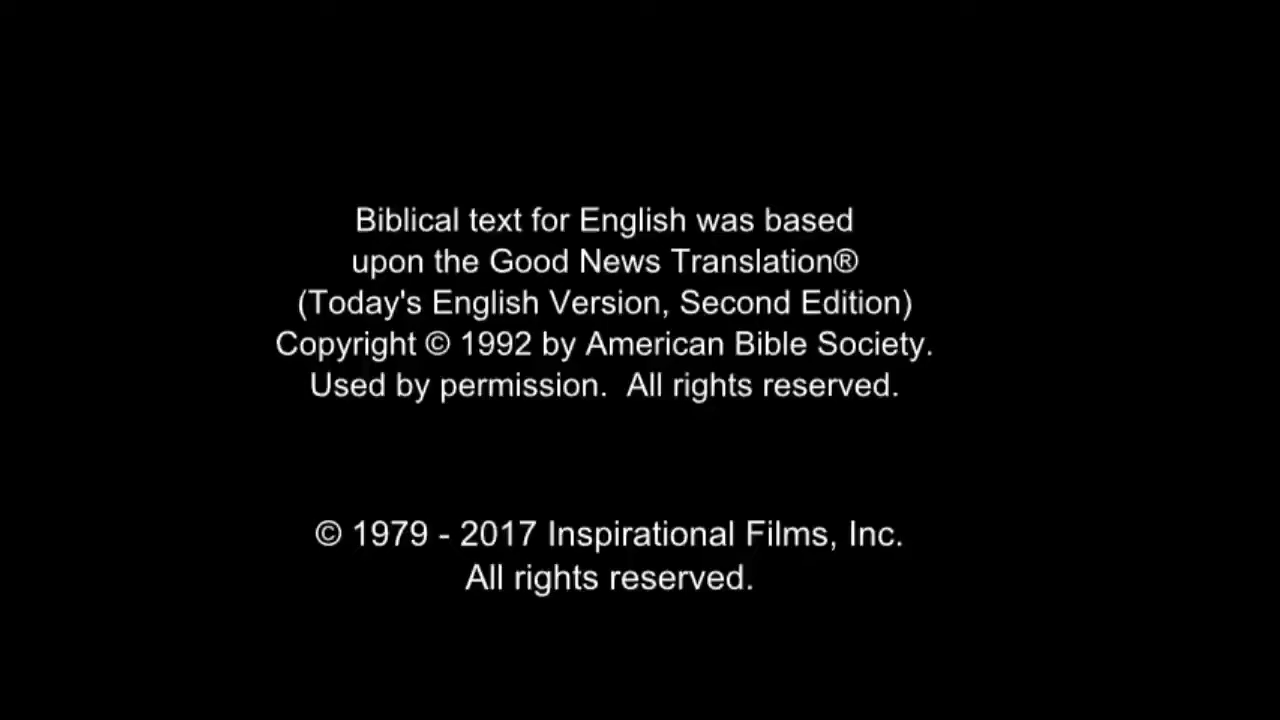 Biblical text for English was based
upon the Good News Translation®
(Today's English Version, Second Edition)
Copyright © 1992 by American Bible Society.
Used by permission.  All rights reserved.
© 1979 - 2017 Inspirational Films, Inc.
All rights reserved.